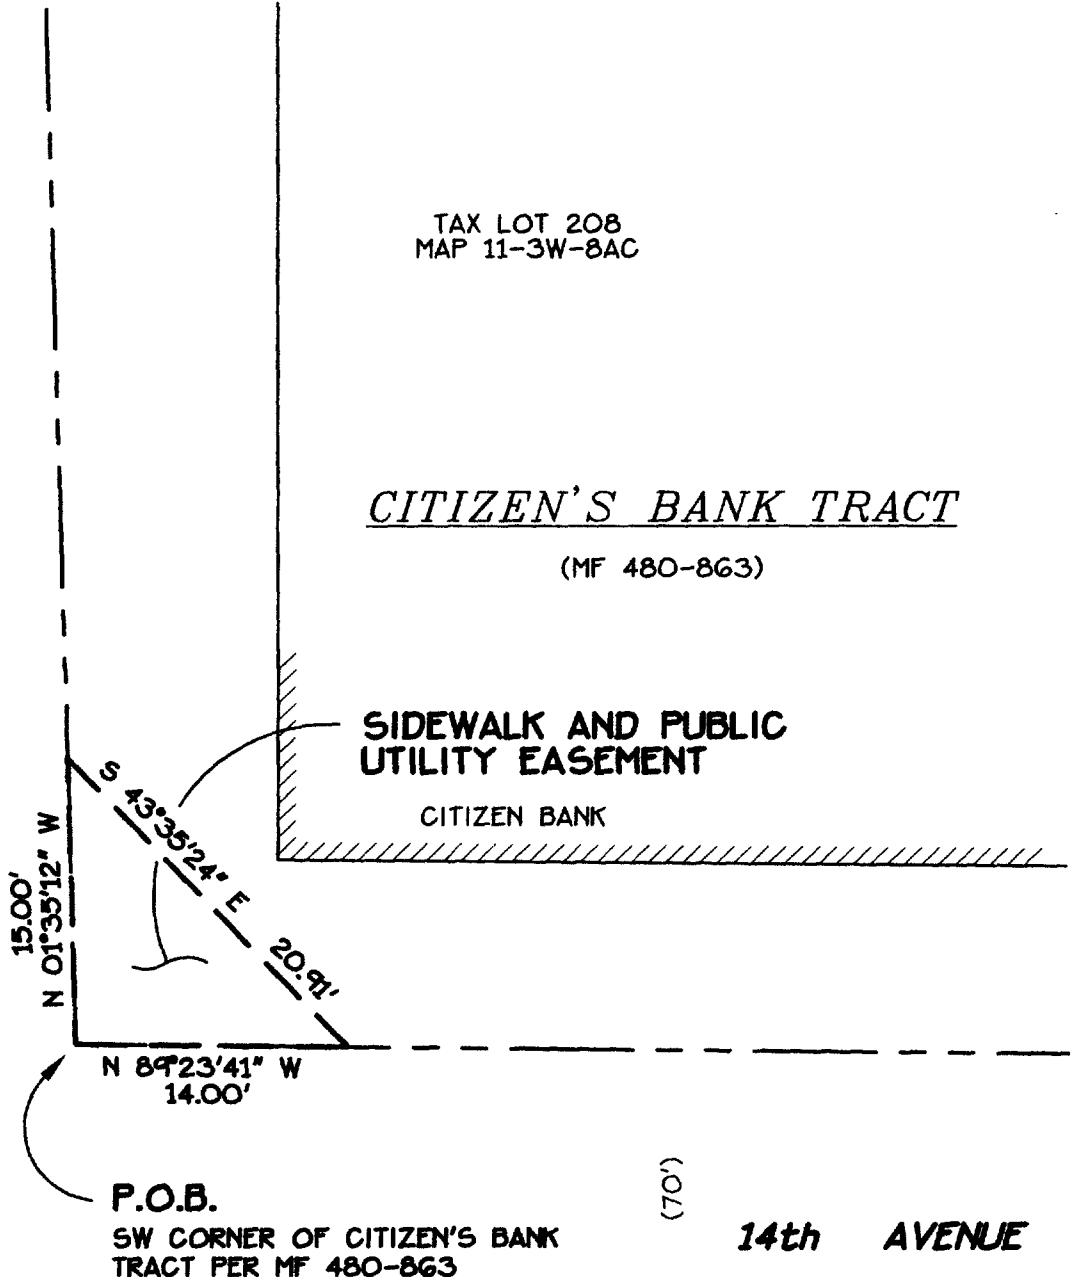 TAX LOT 208
MAP 11-3W-8AC
CITIZEN'S BANK TRACT
(MF 480-863)
SIDEWALK AND PUBLIC
UTILITY EASEMENT
CITIZEN BANK
S 43°35'24" E 20.91'
15.00'
N 01°35'12" W
N 89°23'41" W
14.00'
P.O.B.
SW CORNER OF CITIZEN'S BANK
TRACT PER MF 480-863
(70')
14th AVENUE